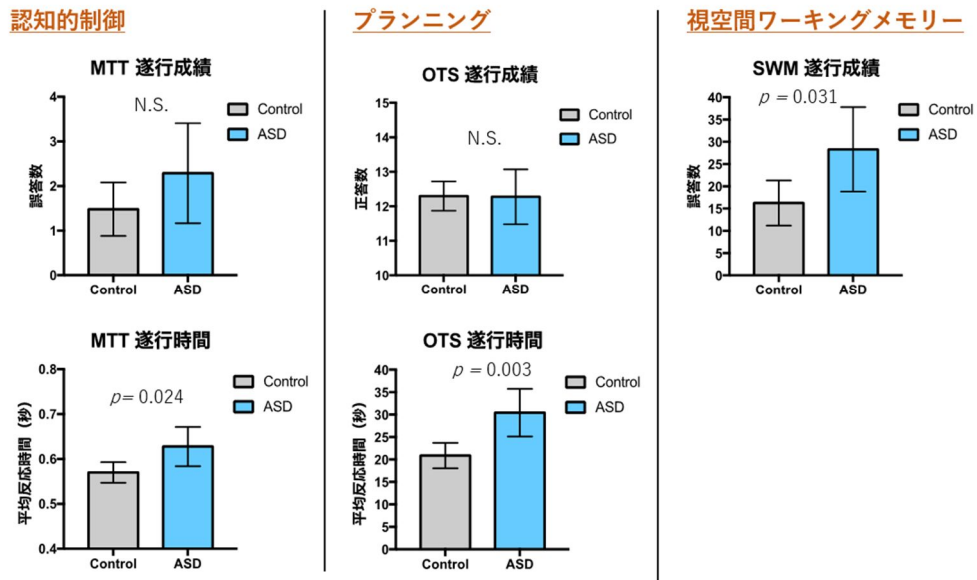 認知的制御
MTT 遂行成績
N.S.
Control
ASD
誤答数
4
3
2
1
0
Control
ASD
MTT 遂行時間
p= 0.024
Control
ASD
平均反応時間（秒）
0.8
0.7
0.6
0.5
0.4
Control
ASD
プランニング
OTS 遂行成績
N.S.
Control
ASD
正答数
15
14
13
12
11
10
Control
ASD
OTS 遂行時間
p = 0.003
Control
ASD
平均反応時間（秒）
40
35
30
25
20
15
10
5
0
Control
ASD
視空間ワーキングメモリー
SWM 遂行成績
p = 0.031
Control
ASD
誤答数
40
35
30
25
20
15
10
5
0
Control
ASD